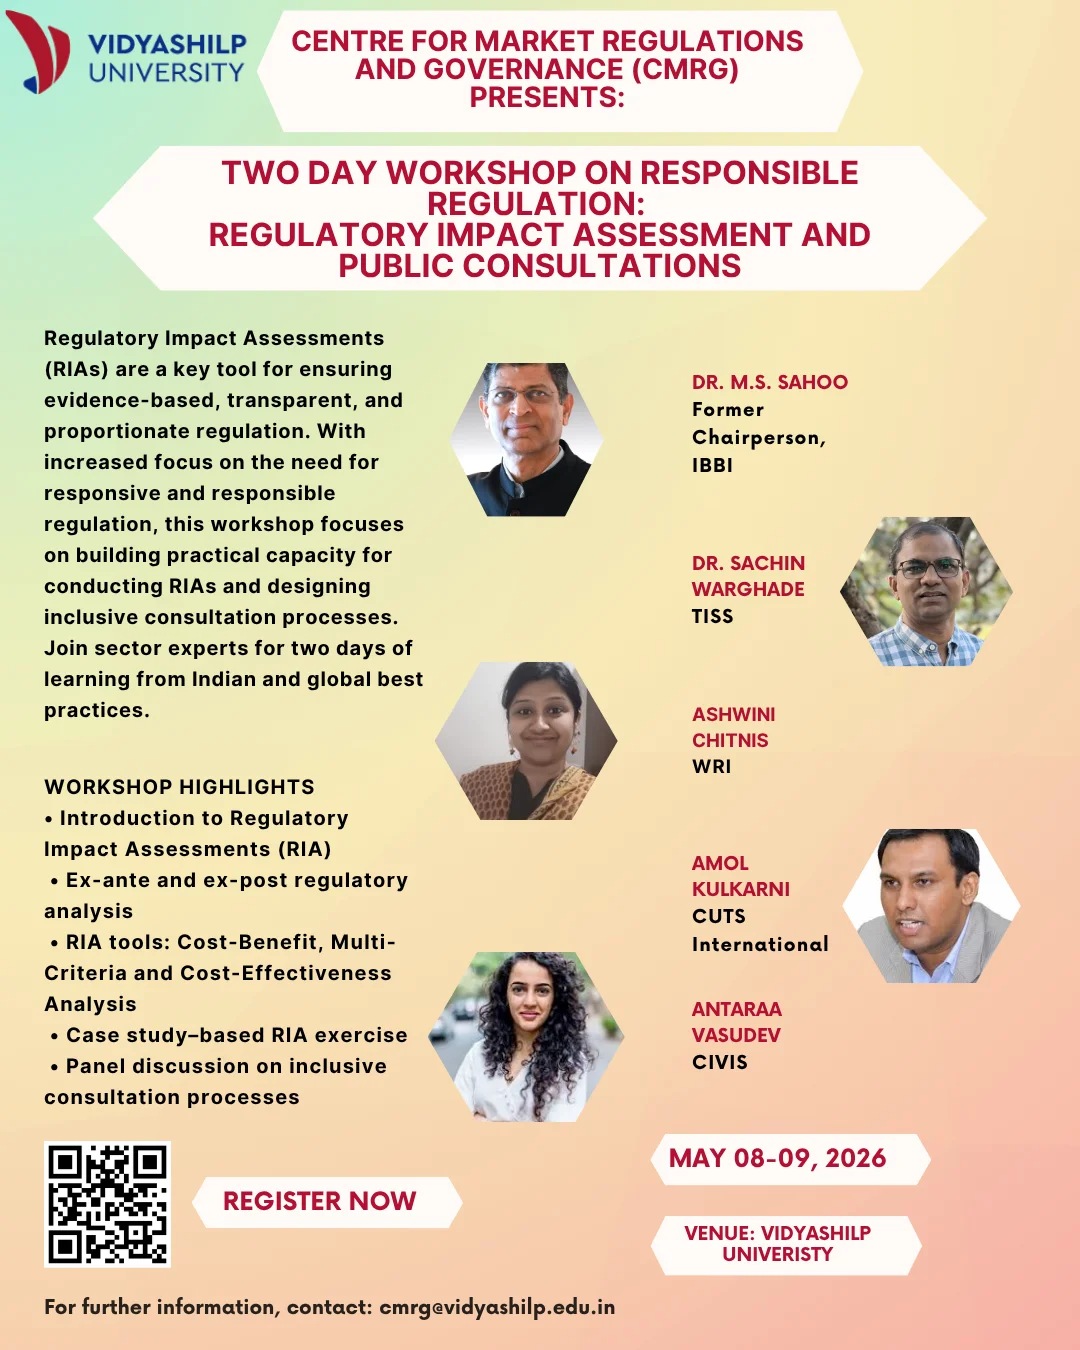 VIDYASHILP
UNIVERSITY
CENTRE FOR MARKET REGULATIONS
AND GOVERNANCE (CMRG)
PRESENTS:
TWO DAY WORKSHOP ON RESPONSIBLE
REGULATION:
REGULATORY IMPACT ASSESSMENT AND
PUBLIC CONSULTATIONS
Regulatory Impact Assessments
(RIAs) are a key tool for ensuring
evidence-based, transparent, and
proportionate regulation. With
increased focus on the need for
responsive and responsible
regulation, this workshop focuses
on building practical capacity for
conducting RIAs and designing
inclusive consultation processes.
Join sector experts for two days of
learning from Indian and global best
practices.
WORKSHOP HIGHLIGHTS
• Introduction to Regulatory
Impact Assessments (RIA)
• Ex-ante and ex-post regulatory
analysis
• RIA tools: Cost-Benefit, Multi-
Criteria and Cost-Effectiveness
Analysis
• Case study–based RIA exercise
• Panel discussion on inclusive
consultation processes
DR. M.S. SAHOO
Former
Chairperson,
IBBI
DR. SACHIN
WARGHADE
TISS
ASHWINI
CHITNIS
WRI
AMOL
KULKARNI
CUTS
International
ANTARAA
VASUDEV
CIVIS
REGISTER NOW
MAY 08-09, 2026
VENUE: VIDYASHILP
UNIVERISTY
For further information, contact: cmrg@vidyashilp.edu.in